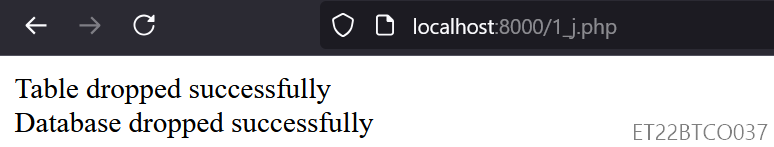 localhost:8000/1_j.php
Table dropped successfully
Database dropped successfully
ET22BTCO037